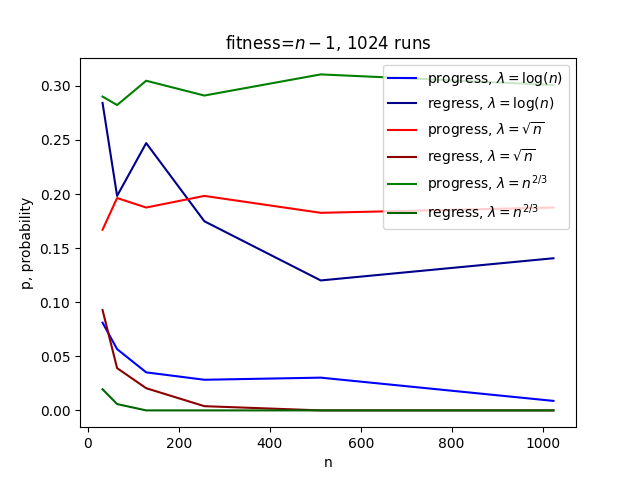 fitness=n − 1, 1024 runs
progress, λ = log(n)
regress, λ = log(n)
progress, λ = √n
regress, λ = √n
progress, λ = n^{2/3}
regress, λ = n^{2/3}
p, probability
0.30
0.25
0.20
0.15
0.10
0.05
0.00
0 200 400 600 800 1000
n